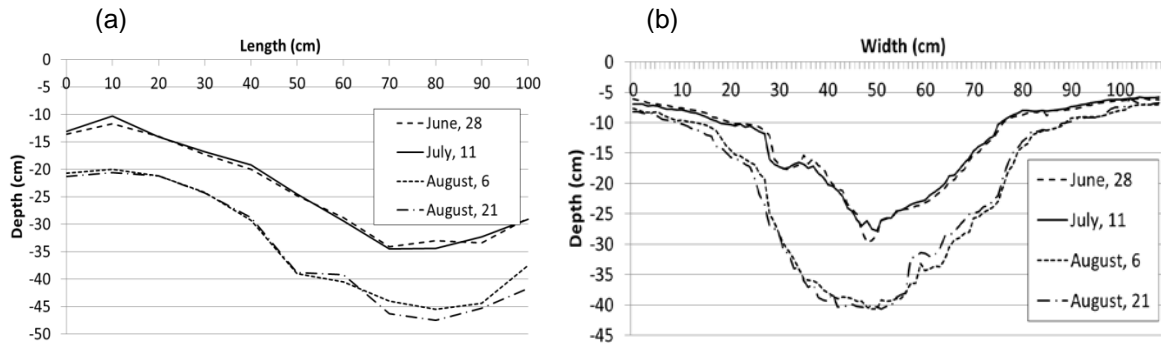 (a)
Length (cm)
0
0 10 20 30 40 50 60 70 80 90 100
-5
-10
-15
-20
-25
-30
-35
-40
-45
-50
Depth (cm)
June, 28
July, 11
August, 6
August, 21
(b)
Width (cm)
0
0 10 20 30 40 50 60 70 80 90 100
-5
-10
-15
-20
-25
-30
-35
-40
-45
Depth (cm)
June, 28
July, 11
August, 6
August, 21